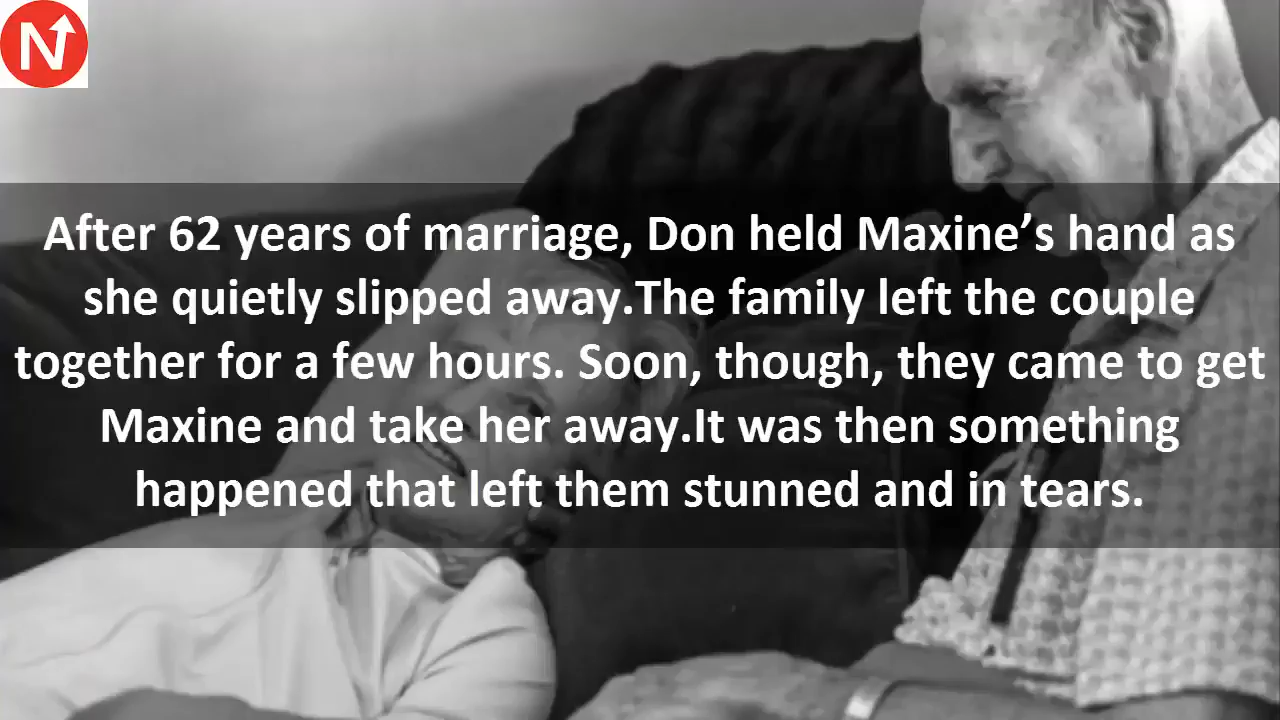 N
After 62 years of marriage, Don held Maxine’s hand as
she quietly slipped away.The family left the couple
together for a few hours. Soon, though, they came to get
Maxine and take her away.It was then something
happened that left them stunned and in tears.